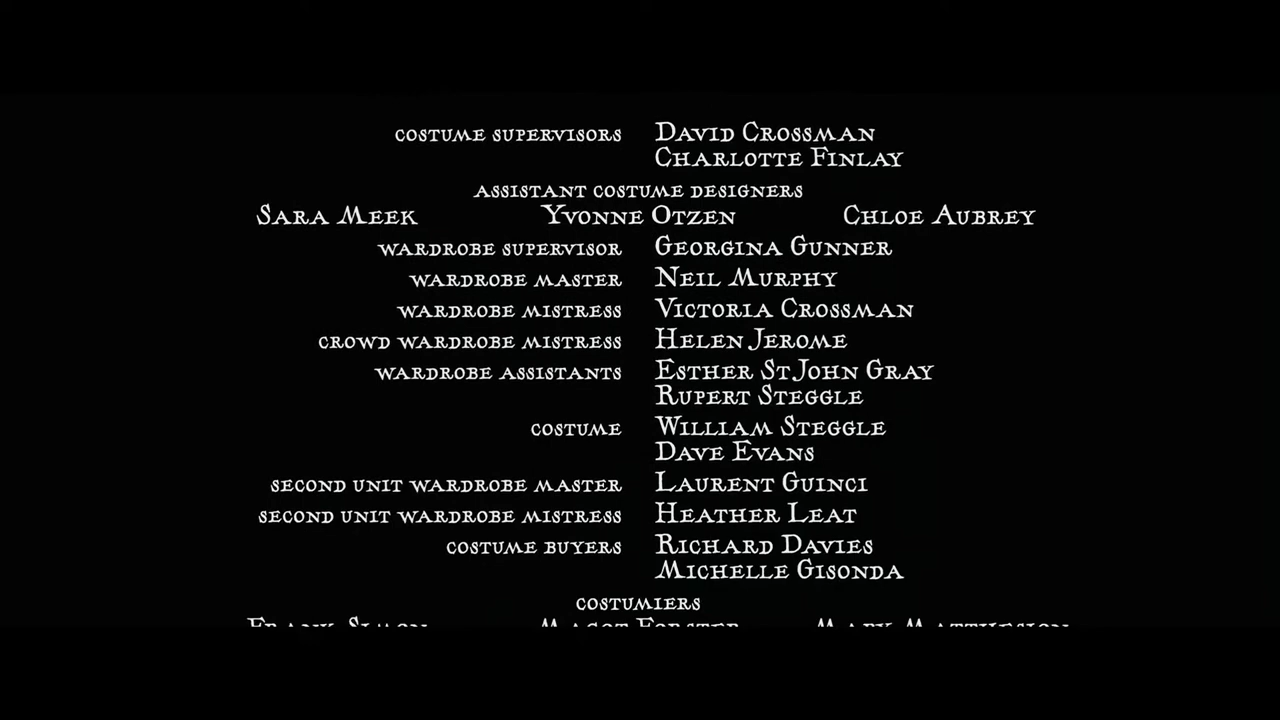 COSTUME SUPERVISORS DAVID CROSSMAN
CHARLOTTE FINLAY
ASSISTANT COSTUME DESIGNERS
SARA MEEK YVONNE OTZEN CHLOE AUBREY
WARDROBE SUPERVISOR GEORGINA GUNNER
WARDROBE MASTER NEIL MURPHY
WARDROBE MISTRESS VICTORIA CROSSMAN
CROWD WARDROBE MISTRESS HELEN JEROME
WARDROBE ASSISTANTS ESTHER ST JOHN GRAY
RUPERT STEGGLE
COSTUME WILLIAM STEGGLE
DAVE EVANS
SECOND UNIT WARDROBE MASTER LAURENT GUINCI
SECOND UNIT WARDROBE MISTRESS HEATHER LEAT
COSTUME BUYERS RICHARD DAVIES
MICHELLE GISONDA
COSTUMIERS
FRANK SIMON